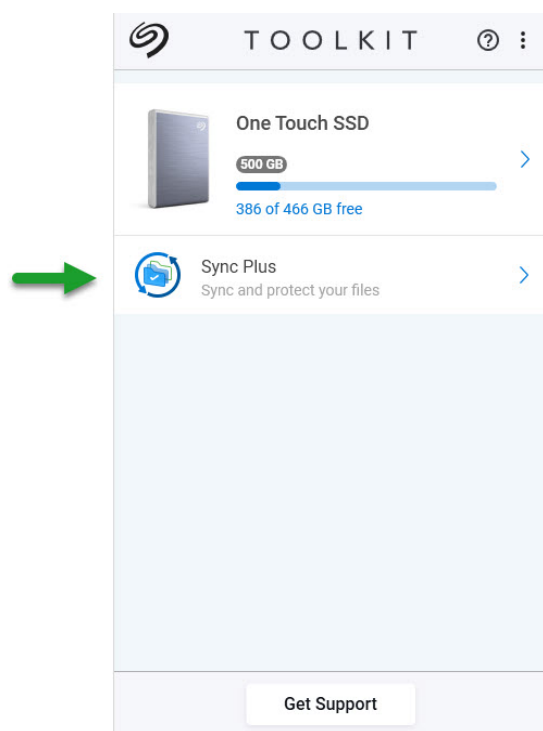 TOOLKIT
One Touch SSD
500 GB
386 of 466 GB free
Sync Plus
Sync and protect your files
Get Support